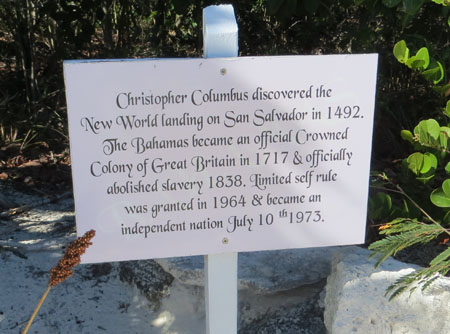 Christopher Columbus discovered the
New World landing on San Salvador in 1492.
The Bahamas became an official Crowned
Colony of Great Britain in 1717 & officially
abolished slavery 1838. Limited self rule
was granted in 1964 & became an
independent nation July 10 th 1973.